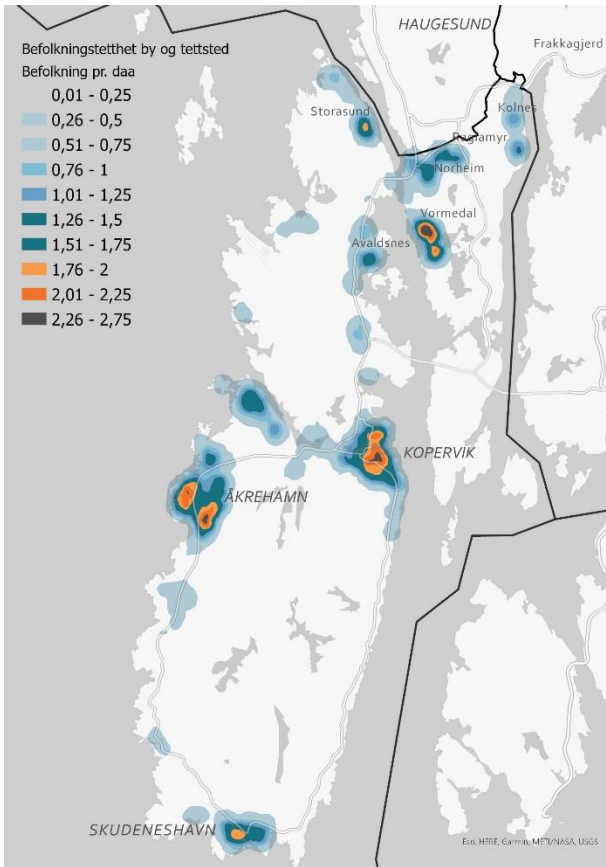 HAUGESUND
Frakkagjerd
Befolkningstetthet by og tettsted
Befolkning pr. daa
0,01 - 0,25
0,26 - 0,5
0,51 - 0,75
0,76 - 1
1,01 - 1,25
1,26 - 1,5
1,51 - 1,75
1,76 - 2
2,01 - 2,25
2,26 - 2,75
Storasund
Kolnes
Raglamyr
Norheim
Vormedal
Avaldsnes
KOPERVIK
ÅKREHAMN
SKUDENESHAVN
Esri, HERE, Garmin, METI/NASA, USGS